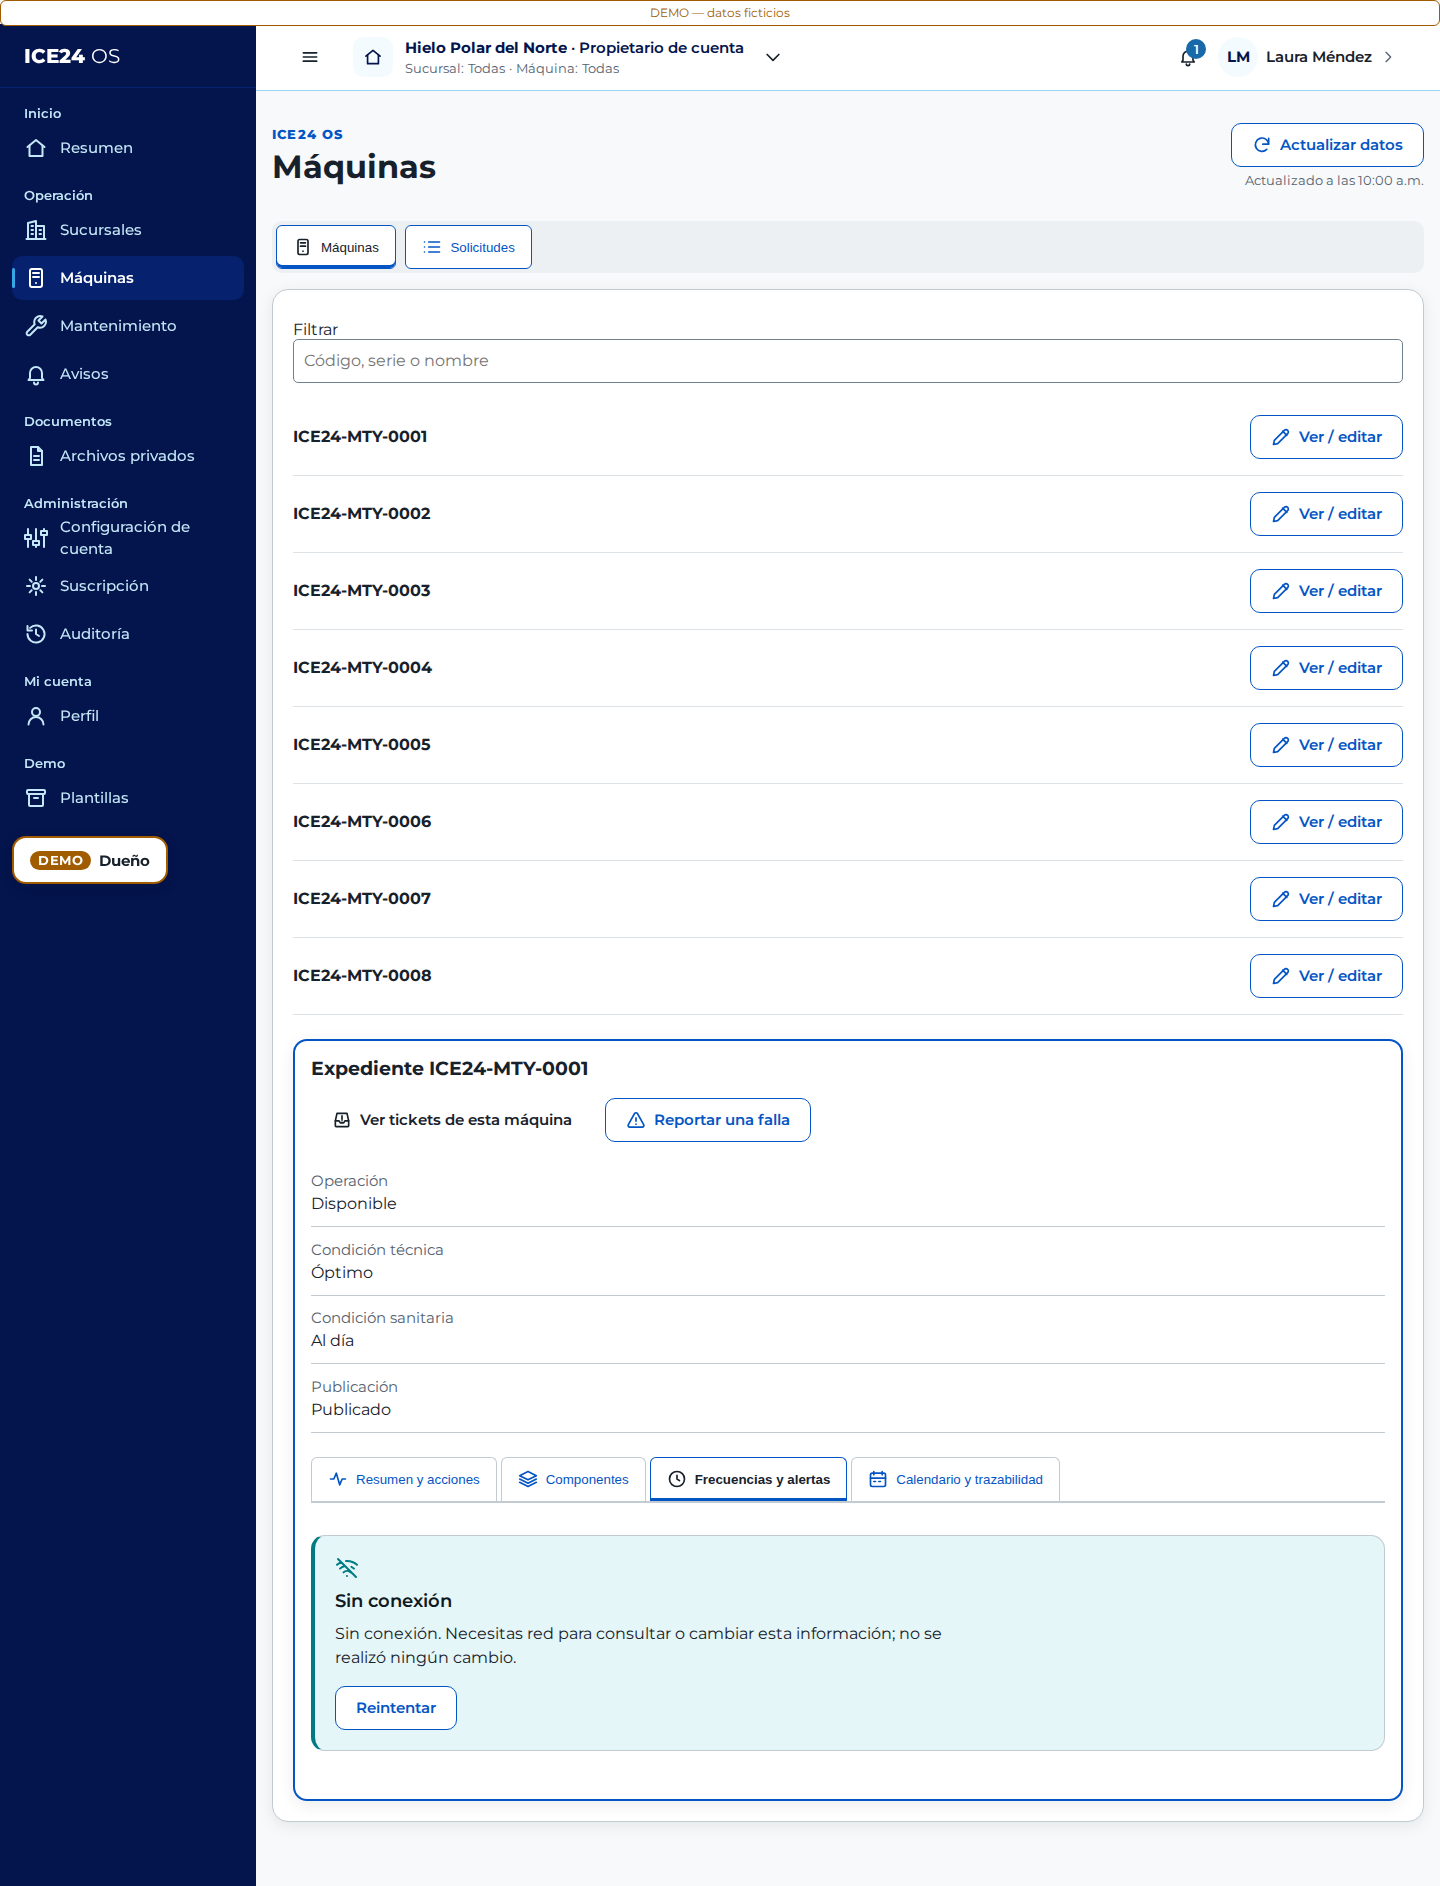 DEMO — datos ficticios
ICE24 OS
Inicio
Resumen
Operación
Sucursales
Máquinas
Mantenimiento
Avisos
Documentos
Archivos privados
Administración
Configuración de
cuenta
Suscripción
Auditoría
Mi cuenta
Perfil
Demo
Plantillas
DEMO Dueño
Hielo Polar del Norte · Propietario de cuenta
Sucursal: Todas · Máquina: Todas
1
LM Laura Méndez
ICE24 OS
Máquinas
Actualizar datos
Actualizado a las 10:00 a.m.
Máquinas
Solicitudes
Filtrar
Código, serie o nombre
ICE24-MTY-0001 Ver / editar
ICE24-MTY-0002 Ver / editar
ICE24-MTY-0003 Ver / editar
ICE24-MTY-0004 Ver / editar
ICE24-MTY-0005 Ver / editar
ICE24-MTY-0006 Ver / editar
ICE24-MTY-0007 Ver / editar
ICE24-MTY-0008 Ver / editar
Expediente ICE24-MTY-0001
Ver tickets de esta máquina
Reportar una falla
Operación
Disponible
Condición técnica
Óptimo
Condición sanitaria
Al día
Publicación
Publicado
Resumen y acciones
Componentes
Frecuencias y alertas
Calendario y trazabilidad
Sin conexión
Sin conexión. Necesitas red para consultar o cambiar esta información; no se
realizó ningún cambio.
Reintentar